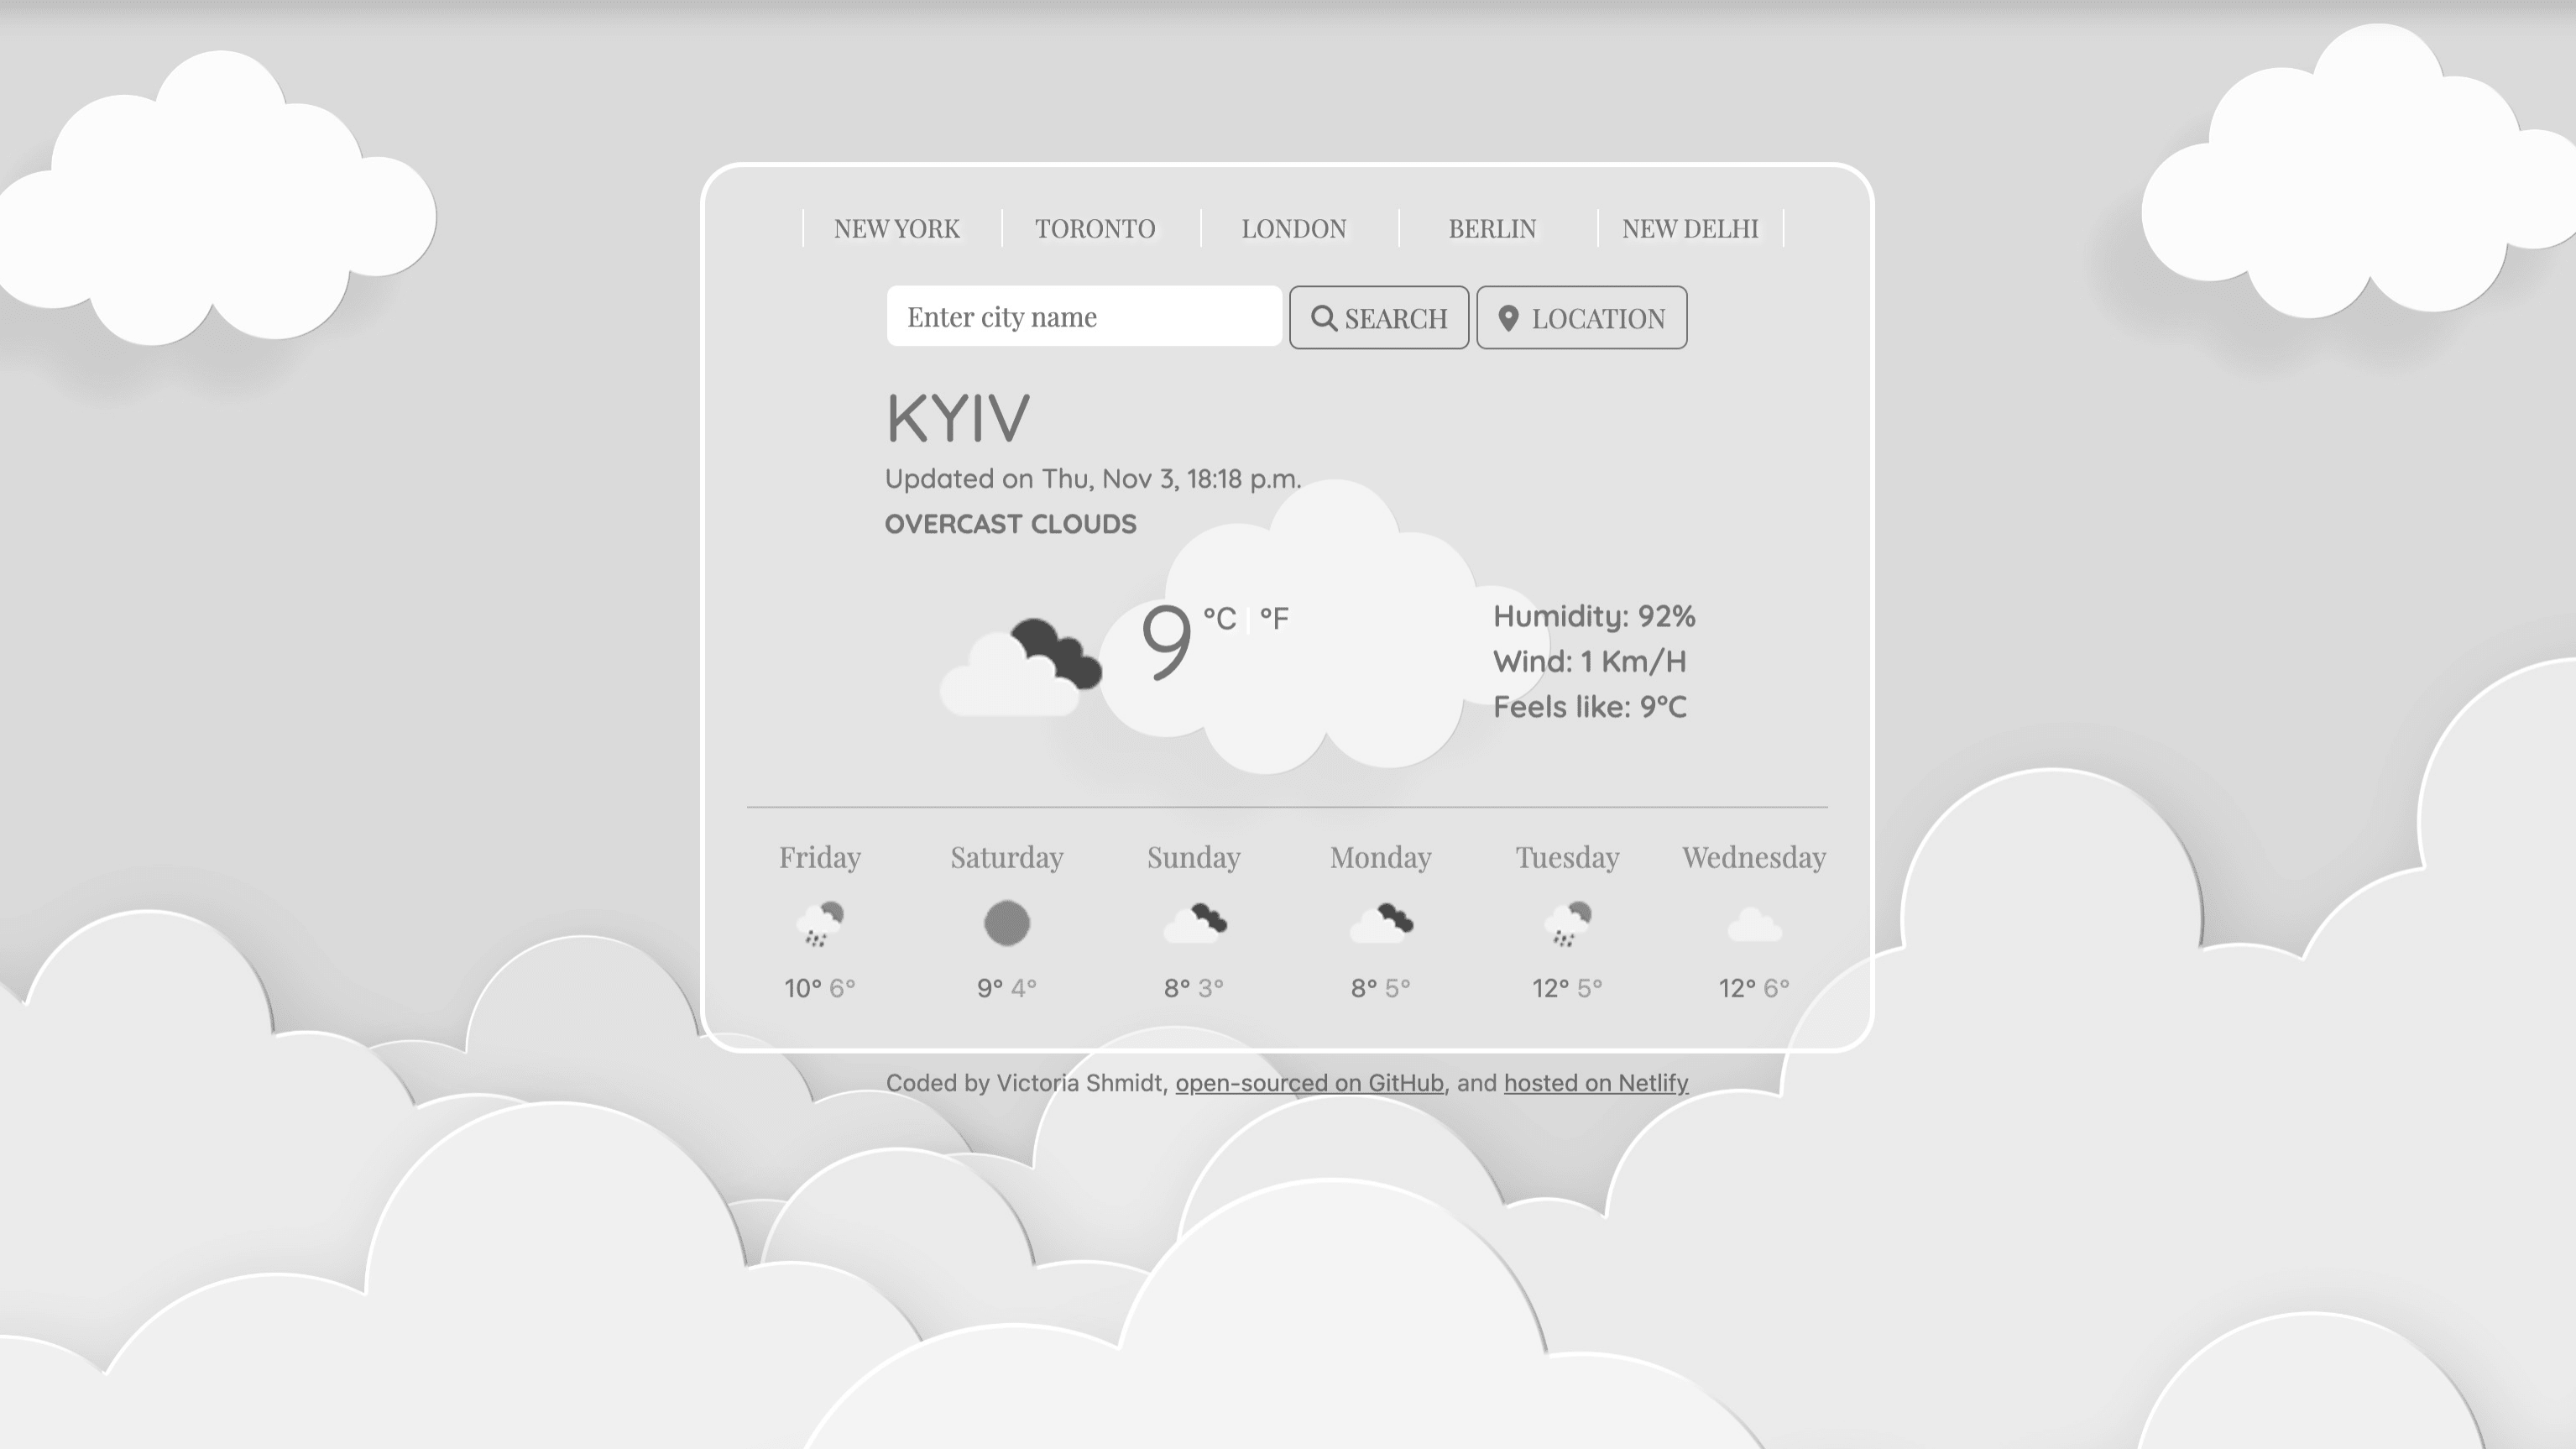 NEW YORK TORONTO LONDON BERLIN NEW DELHI
Enter city name SEARCH LOCATION
KYIV
Updated on Thu, Nov 3, 18:18 p.m.
OVERCAST CLOUDS
9 °C | °F
Humidity: 92%
Wind: 1 Km/H
Feels like: 9°C
Friday Saturday Sunday Monday Tuesday Wednesday
10° 6° 9° 4° 8° 3° 8° 5° 12° 5° 12° 6°
Coded by Victoria Shmidt, open-sourced on GitHub, and hosted on Netlify